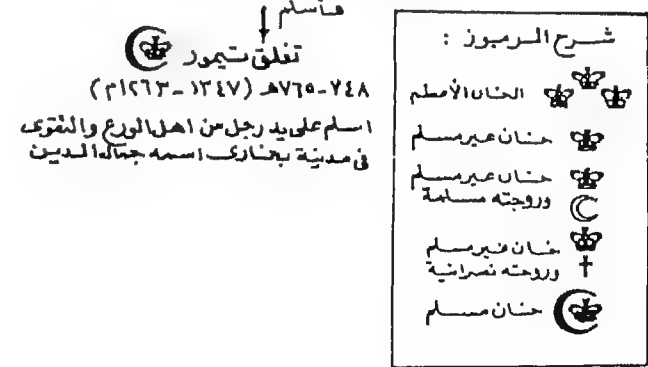 شرح الرموز :
الخان الأعظم
خان غير مسلم
خان غير مسلم
وزوجته مسلمة
خان غير مسلم
وزوجته نصرانية
خان مسلم
فأسلم
تغلق تيمور
٧٤٨-٧٦٥هـ (١٣٤٧-١٢٦٣م)
اسلم على يد رجل من اهل الورع والتقوى
فى مدينة بخارى اسمه جمال الدين